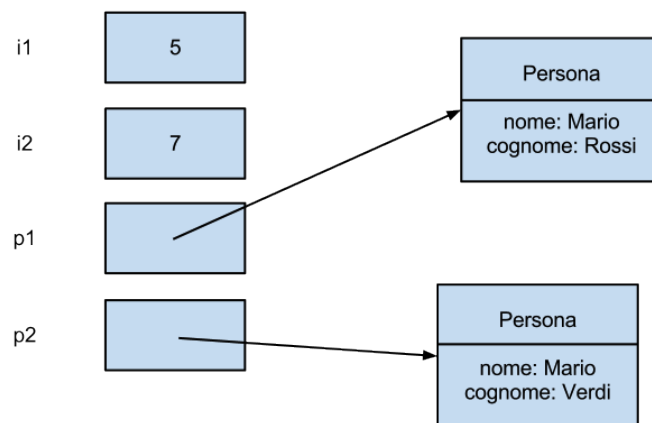 i1
5
i2
7
p1
p2
Persona
nome: Mario
cognome: Rossi
Persona
nome: Mario
cognome: Verdi